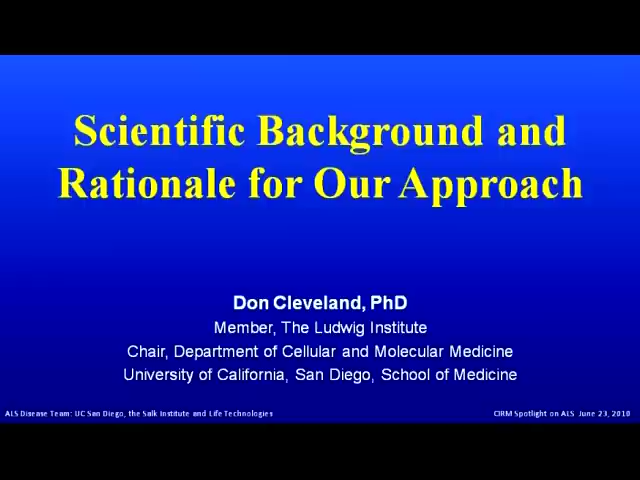 Scientific Background and
Rationale for Our Approach
Don Cleveland, PhD
Member, The Ludwig Institute
Chair, Department of Cellular and Molecular Medicine
University of California, San Diego, School of Medicine
ALS Disease Team: UC San Diego, the Salk Institute and Life Technologies
CIRM Spotlight on ALS June 23, 2010